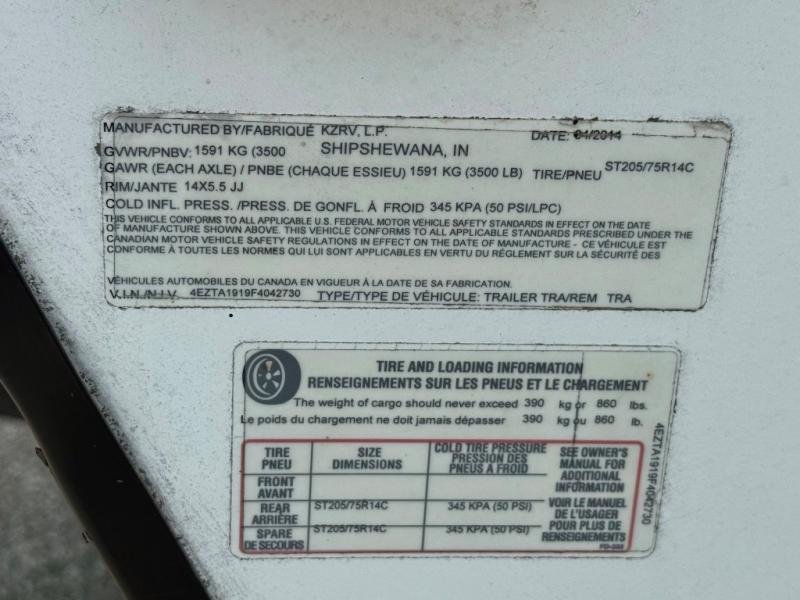 MANUFACTURED BY/FABRIQUÉ KZRV, L.P. DATE: 04/2014
GVWR/PNBV: 1591 KG (3500 SHIPSHEWANA, IN
GAWR (EACH AXLE) / PNBE (CHAQUE ESSIEU) 1591 KG (3500 LB) TIRE/PNEU ST205/75R14C
RIM/JANTE 14X5.5 JJ
COLD INFL. PRESS. /PRESS. DE GONFL. À FROID 345 KPA (50 PSI/LPC)
THIS VEHICLE CONFORMS TO ALL APPLICABLE U.S. FEDERAL MOTOR VEHICLE SAFETY STANDARDS IN EFFECT ON THE DATE
OF MANUFACTURE SHOWN ABOVE. THIS VEHICLE CONFORMS TO ALL APPLICABLE STANDARDS PRESCRIBED UNDER THE
CANADIAN MOTOR VEHICLE SAFETY REGULATIONS IN EFFECT ON THE DATE OF MANUFACTURE - CE VÉHICULE EST
CONFORME À TOUTES LES NORMES QUI LUI SONT APPLICABLES EN VERTU DU RÉGLEMENT SUR LA SÉCURITÉ DES
VÉHICULES AUTOMOBILES DU CANADA EN VIGUEUR À LA DATE DE SA FABRICATION.
V.I.N./N.I.V. 4EZTA1919F4042730 TYPE/TYPE DE VÉHICULE: TRAILER TRA/REM TRA
TIRE AND LOADING INFORMATION
RENSEIGNEMENTS SUR LES PNEUS ET LE CHARGEMENT
The weight of cargo should never exceed 390 kg or 860 lbs.
Le poids du chargement ne doit jamais dépasser 390 kg ou 860 lb.
TIRE
PNEU
SIZE
DIMENSIONS
COLD TIRE PRESSURE
PRESSION DES
PNEUS A FROID
SEE OWNER'S
MANUAL FOR
ADDITIONAL
INFORMATION
VOIR LE MANUEL
DE L'USAGER
POUR PLUS DE
RENSEIGNEMENTS
FRONT
AVANT
REAR
ARRIÈRE
ST205/75R14C
345 KPA (50 PSI)
SPARE
DE SECOURS
ST205/75R14C
345 KPA (50 PSI)
4EZTA1919F4042730